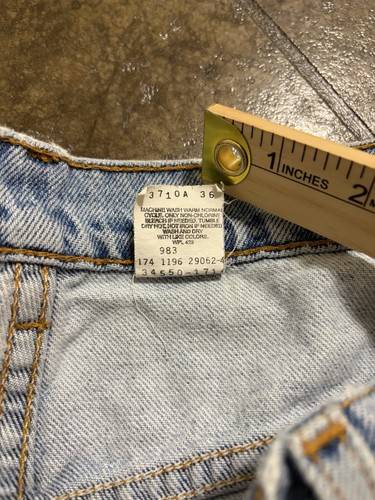 3710A 36
MACHINE WASH WARM NORMAL
CYCLE. ONLY NON-CHLORINE
BLEACH IF NEEDED. TUMBLE
DRY HOT. HOT IRON IF NEEDED
WASH AND DRY
WITH LIKE COLORS.
WPL 423
983
174 1196 29062-4
34550-171
1 INCHES 2